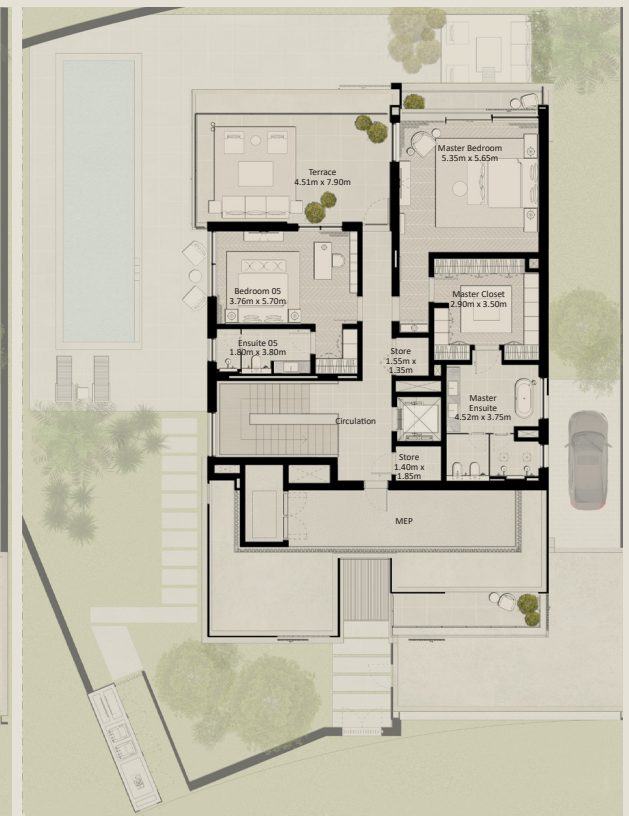 Master Bedroom
5.35m x 5.65m
Terrace
4.51m x 7.90m
Bedroom 05
3.76m x 5.70m
Master Closet
2.90m x 3.50m
Ensuite 05
1.80m x 3.80m
Store
1.55m x
1.35m
Master
Ensuite
4.52m x 3.75m
Circulation
Store
1.40m x
1.85m
MEP